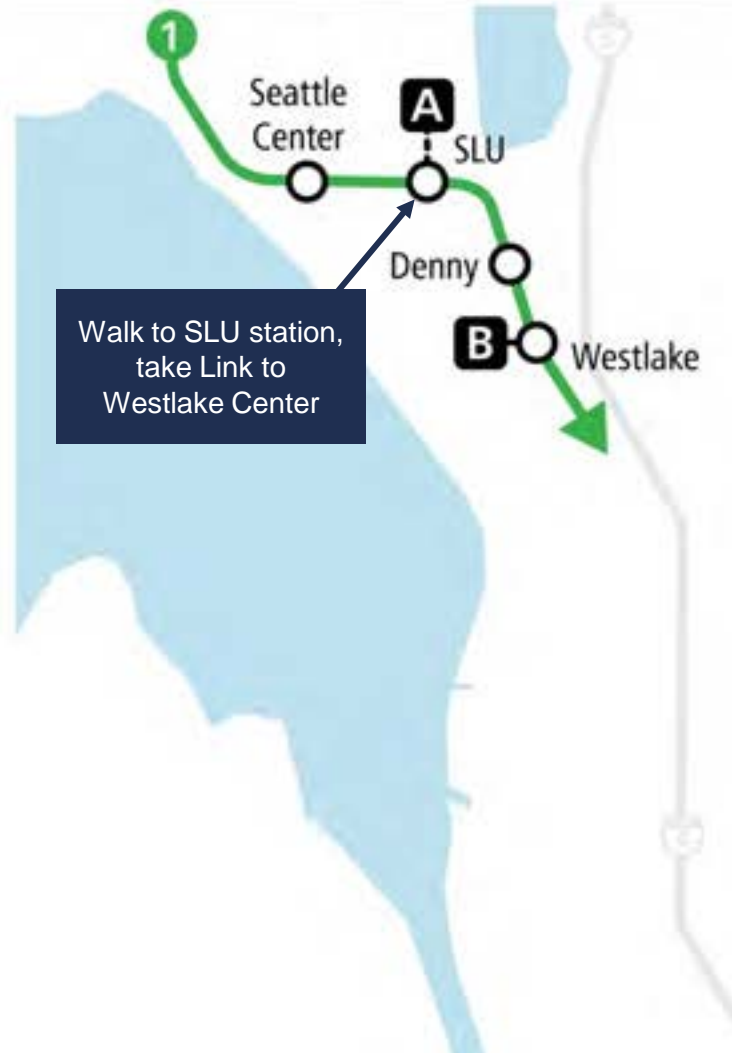 1
Seattle
Center
A
SLU
Denny
B
Westlake
Walk to SLU station,
take Link to
Westlake Center